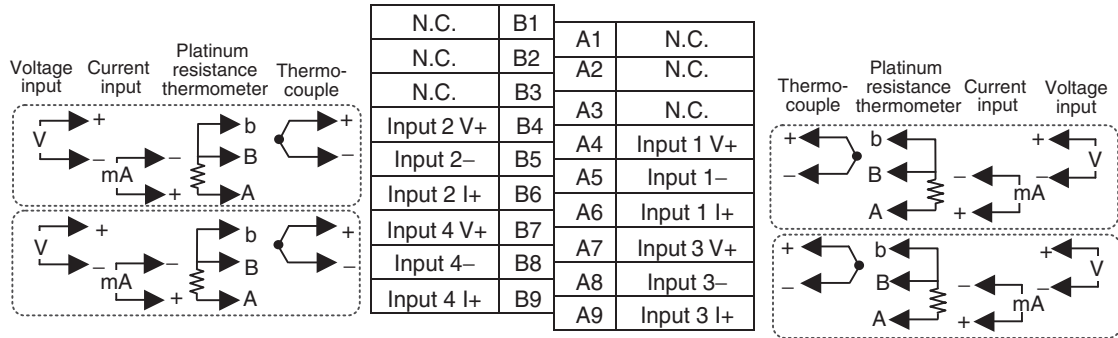 Voltage input
Current input
Platinum resistance thermometer
Thermo-couple
V
+
−
mA
−
+
b
B
A
+
−
V
+
−
mA
−
+
b
B
A
+
−
N.C. B1
N.C. B2
N.C. B3
Input 2 V+ B4
Input 2− B5
Input 2 I+ B6
Input 4 V+ B7
Input 4− B8
Input 4 I+ B9
A1 N.C.
A2 N.C.
A3 N.C.
A4 Input 1 V+
A5 Input 1−
A6 Input 1 I+
A7 Input 3 V+
A8 Input 3−
A9 Input 3 I+
Thermo-couple
Platinum resistance thermometer
Current input
Voltage input
+
−
b
B
A
−
+
mA
+
−
V
+
−
b
B
A
−
+
mA
+
−
V